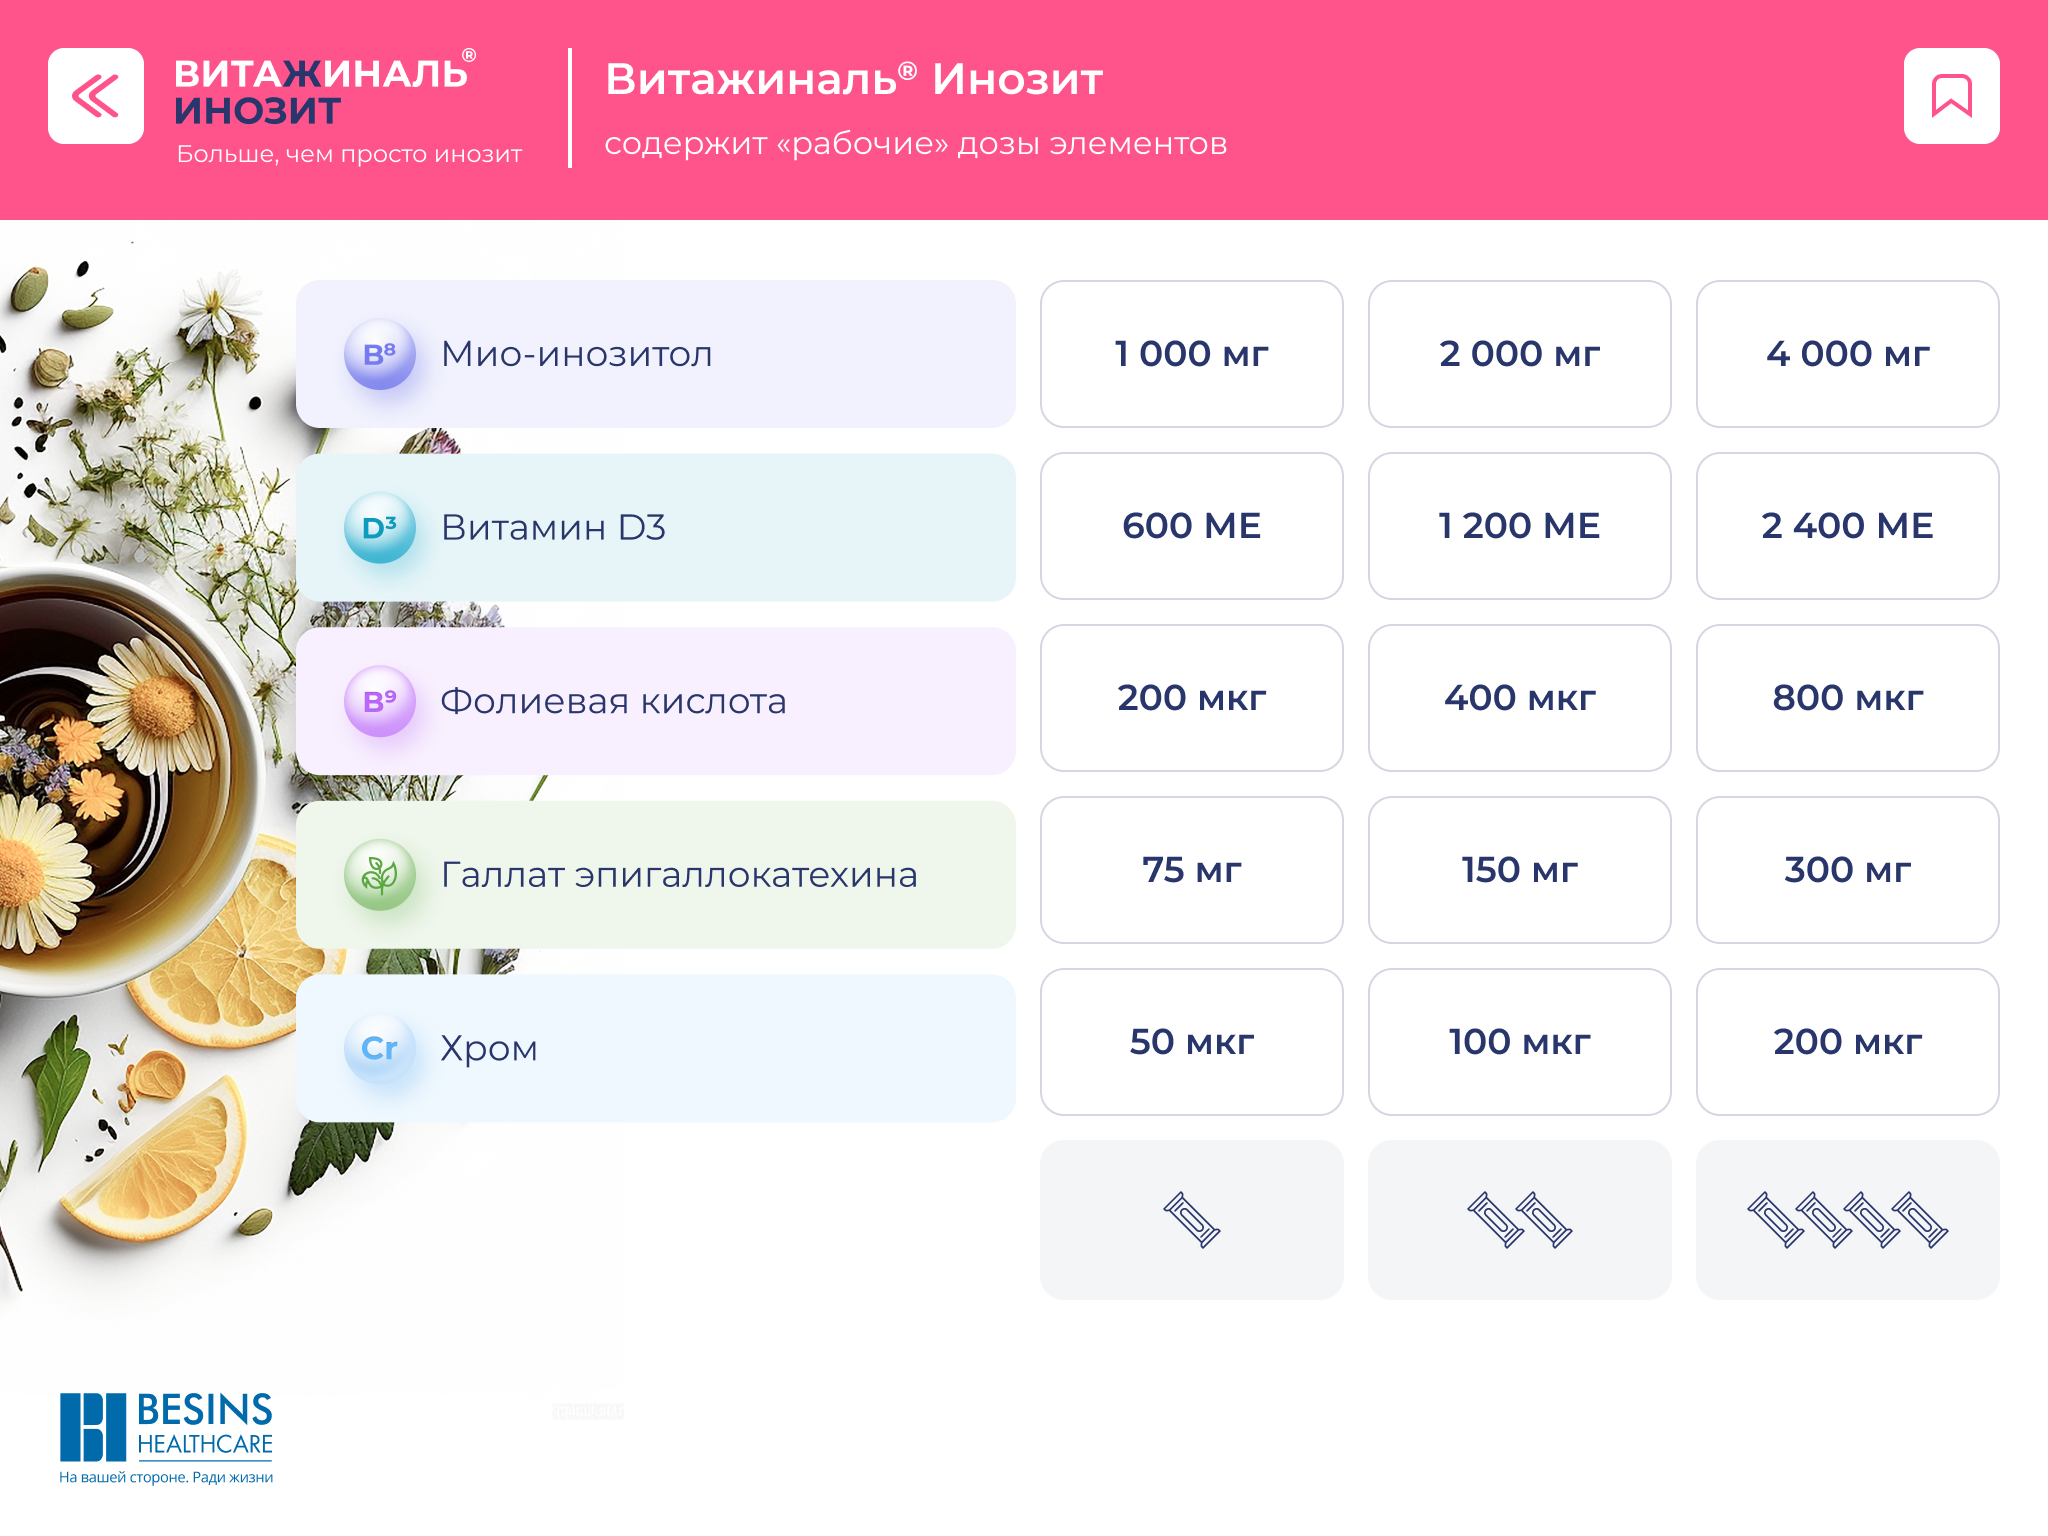 ВИТАЖИНАЛЬ®
ИНОЗИТ
Больше, чем просто инозит
Витажиналь® Инозит
содержит «рабочие» дозы элементов
B⁸ Мио-инозитол 1 000 мг 2 000 мг 4 000 мг
D³ Витамин D3 600 МЕ 1 200 МЕ 2 400 МЕ
B⁹ Фолиевая кислота 200 мкг 400 мкг 800 мкг
Галлат эпигаллокатехина 75 мг 150 мг 300 мг
Cr Хром 50 мкг 100 мкг 200 мкг
BESINS
HEALTHCARE
На вашей стороне. Ради жизни